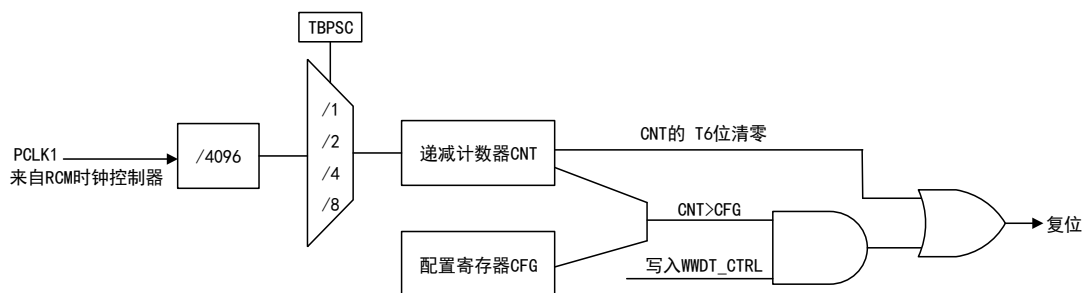 TBPSC
/1
/2
/4
/8
PCLK1
来自RCM时钟控制器
/4096
递减计数器CNT
CNT的 T6位清零
CNT>CFG
配置寄存器CFG
写入WWDT_CTRL
复位